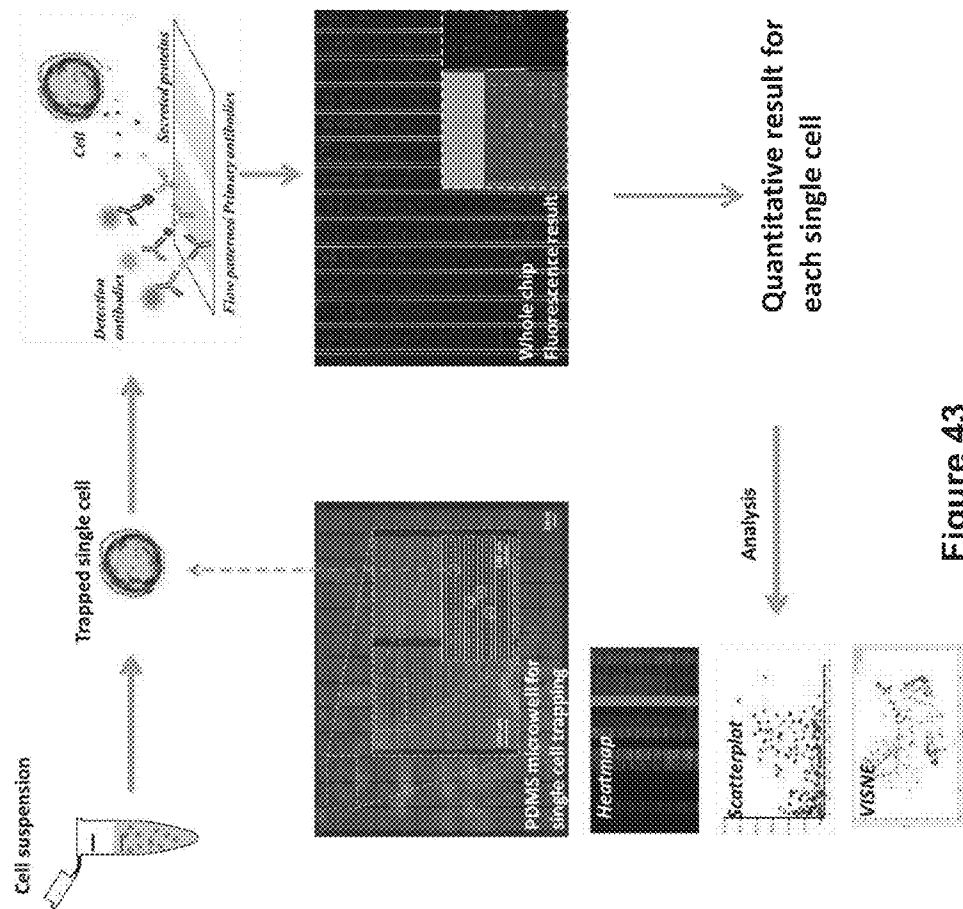 Cell suspension
Trapped single cell
Cell
Secreted proteins
Detection
antibodies
Flow patterned Primary antibodies
PDMS microwell for
single cell trapping
Whole chip
Fluorescence result
Quantitative result for
each single cell
Analysis
Heatmap
Scatterplot
VISNE
Figure 43